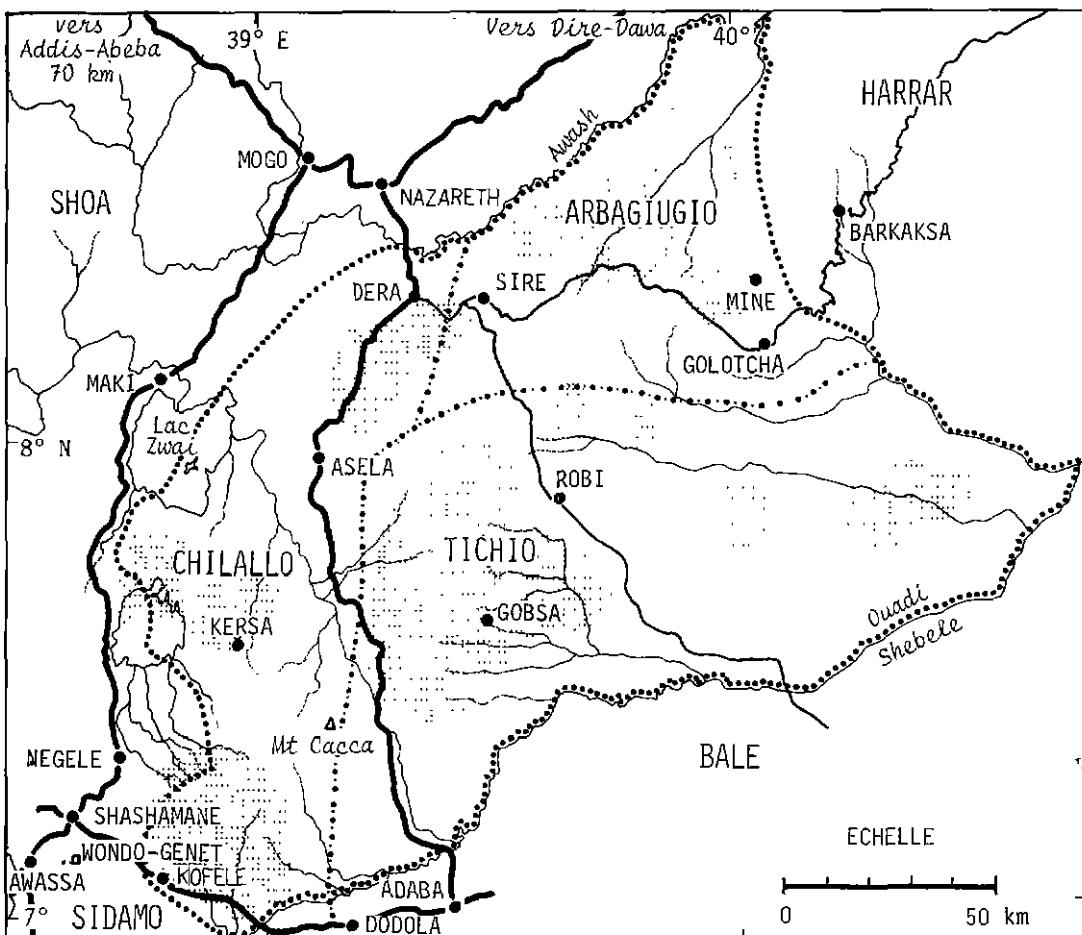 vers
Addis-Abeba
70 km
39° E
Vers Dire-Dawa
40°
HARRAR
Awash
MOGO
NAZARETH
SHOA
ARBAGIUGIO
BARKAKSA
DERA
SIRE
MINE
GOLOTCHA
MAKI
Lac
Zwai
8° N
ASELA
ROBI
CHILALLO
TICHIO
GOBSA
KERSA
Ouadi
Shebele
Mt Cacca
NEGELE
BALE
SHASHAMANE
ECHELLE
WONDO-GENET
AWASSA
KOFELE
ADABA
7°
SIDAMO
DODOLA
0
50 km